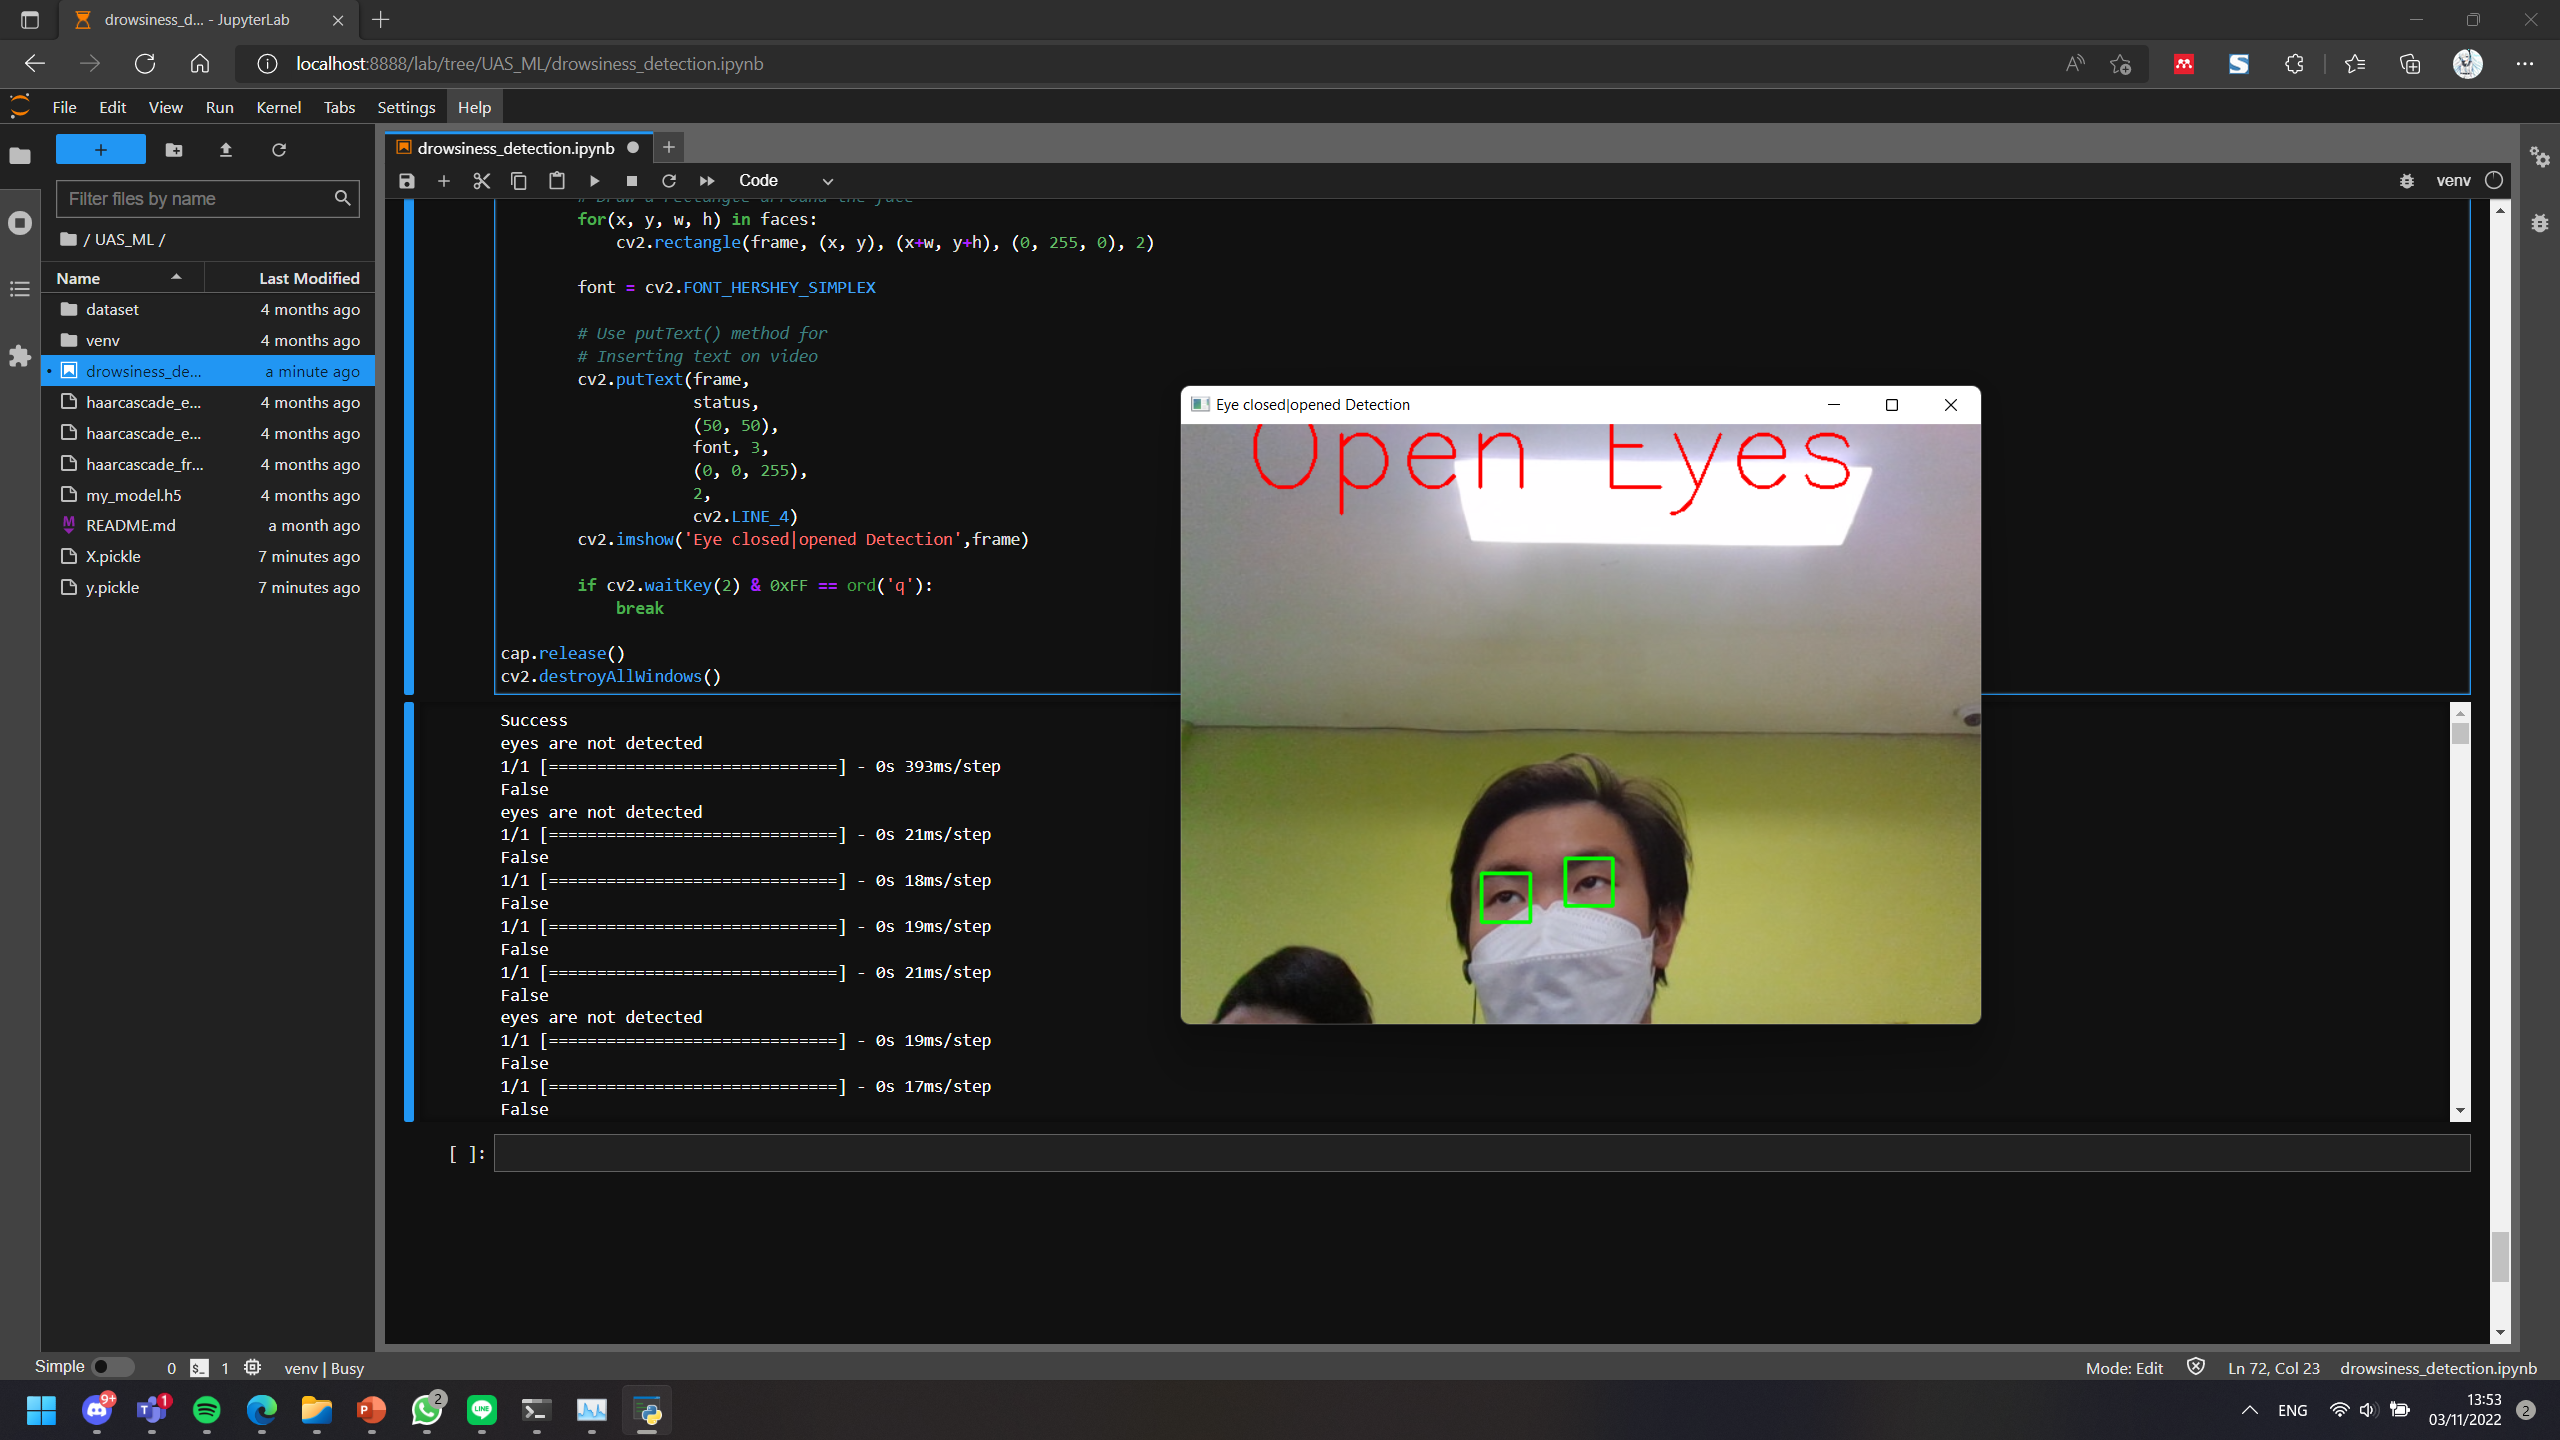 drowsiness_d... - JupyterLab
localhost:8888/lab/tree/UAS_ML/drowsiness_detection.ipynb
File Edit View Run Kernel Tabs Settings Help
drowsiness_detection.ipynb
Code
venv
Filter files by name
/ UAS_ML /
Name Last Modified
dataset 4 months ago
venv 4 months ago
drowsiness_de... a minute ago
haarcascade_e... 4 months ago
haarcascade_e... 4 months ago
haarcascade_fr... 4 months ago
my_model.h5 4 months ago
README.md a month ago
X.pickle 7 minutes ago
y.pickle 7 minutes ago
# Draw a rectangle arround the face
for(x, y, w, h) in faces:
cv2.rectangle(frame, (x, y), (x+w, y+h), (0, 255, 0), 2)
font = cv2.FONT_HERSHEY_SIMPLEX
# Use putText() method for
# Inserting text on video
cv2.putText(frame,
status,
(50, 50),
font, 3,
(0, 0, 255),
2,
cv2.LINE_4)
cv2.imshow('Eye closed|opened Detection',frame)
if cv2.waitKey(2) & 0xFF == ord('q'):
break
cap.release()
cv2.destroyAllWindows()
Success
eyes are not detected
1/1 [==============================] - 0s 393ms/step
False
eyes are not detected
1/1 [==============================] - 0s 21ms/step
False
1/1 [==============================] - 0s 18ms/step
False
1/1 [==============================] - 0s 19ms/step
False
1/1 [==============================] - 0s 21ms/step
False
eyes are not detected
1/1 [==============================] - 0s 19ms/step
False
1/1 [==============================] - 0s 17ms/step
False
[ ]:
Eye closed|opened Detection
Open Eyes
Simple 0 1 venv | Busy
Mode: Edit Ln 72, Col 23 drowsiness_detection.ipynb
9+ 1 2
ENG
13:53
03/11/2022
2